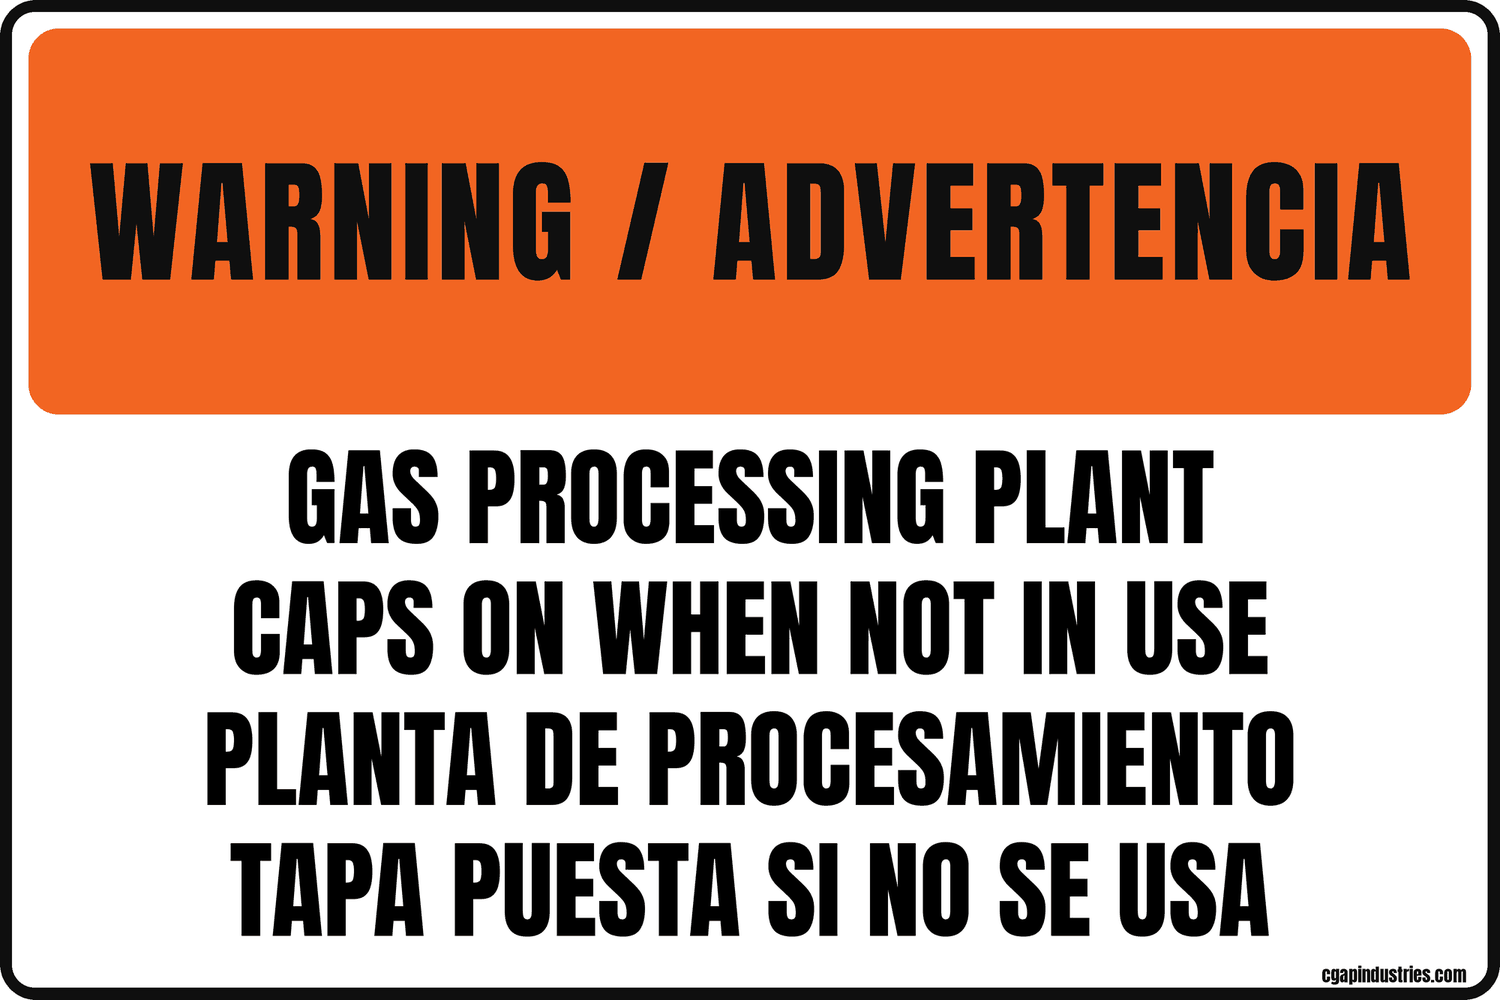 WARNING / ADVERTENCIA
GAS PROCESSING PLANT
CAPS ON WHEN NOT IN USE
PLANTA DE PROCESAMIENTO
TAPA PUESTA SI NO SE USA
cgapindustries.com